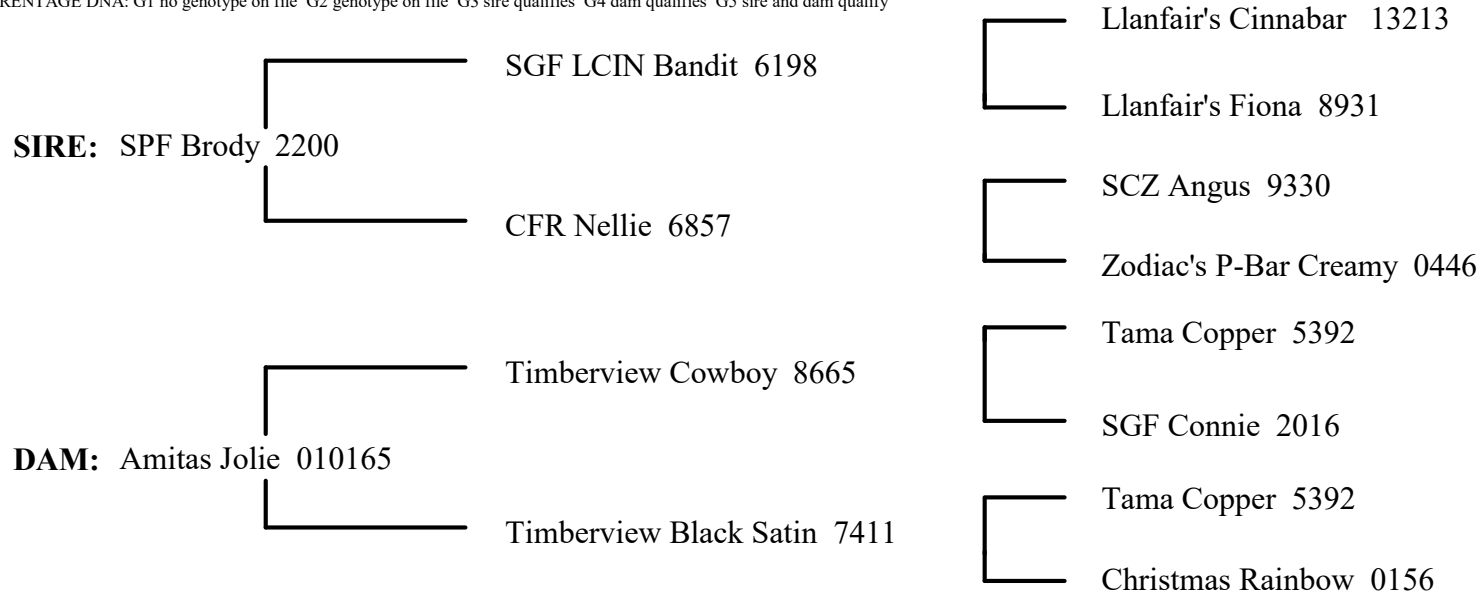 RENTAGE DNA: G1 no genotype on file G2 genotype on file G3 sire qualifies G4 dam qualifies G5 sire and dam qualify
Llanfair's Cinnabar 13213
SGF LCIN Bandit 6198
Llanfair's Fiona 8931
SIRE: SPF Brody 2200
SCZ Angus 9330
CFR Nellie 6857
Zodiac's P-Bar Creamy 0446
Tama Copper 5392
Timberview Cowboy 8665
SGF Connie 2016
DAM: Amitas Jolie 010165
Tama Copper 5392
Timberview Black Satin 7411
Christmas Rainbow 0156